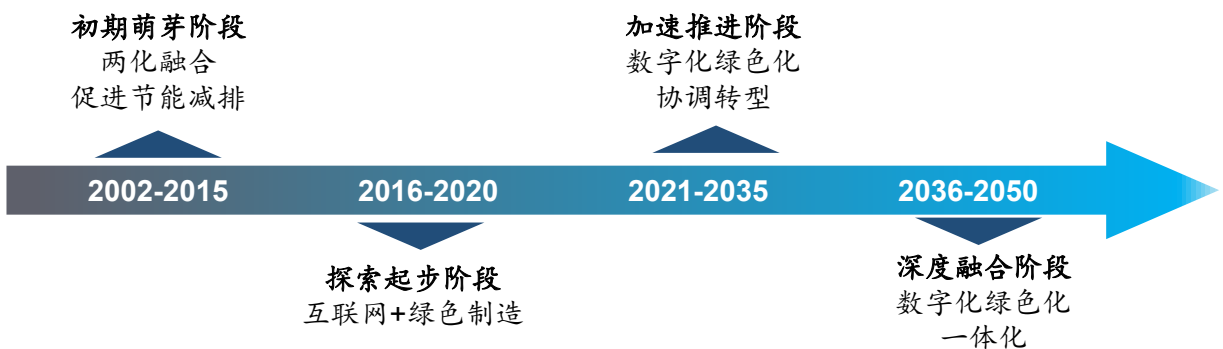 初期萌芽阶段
两化融合
促进节能减排
加速推进阶段
数字化绿色化
协调转型
2002-2015
2016-2020
2021-2035
2036-2050
探索起步阶段
互联网+绿色制造
深度融合阶段
数字化绿色化
一体化